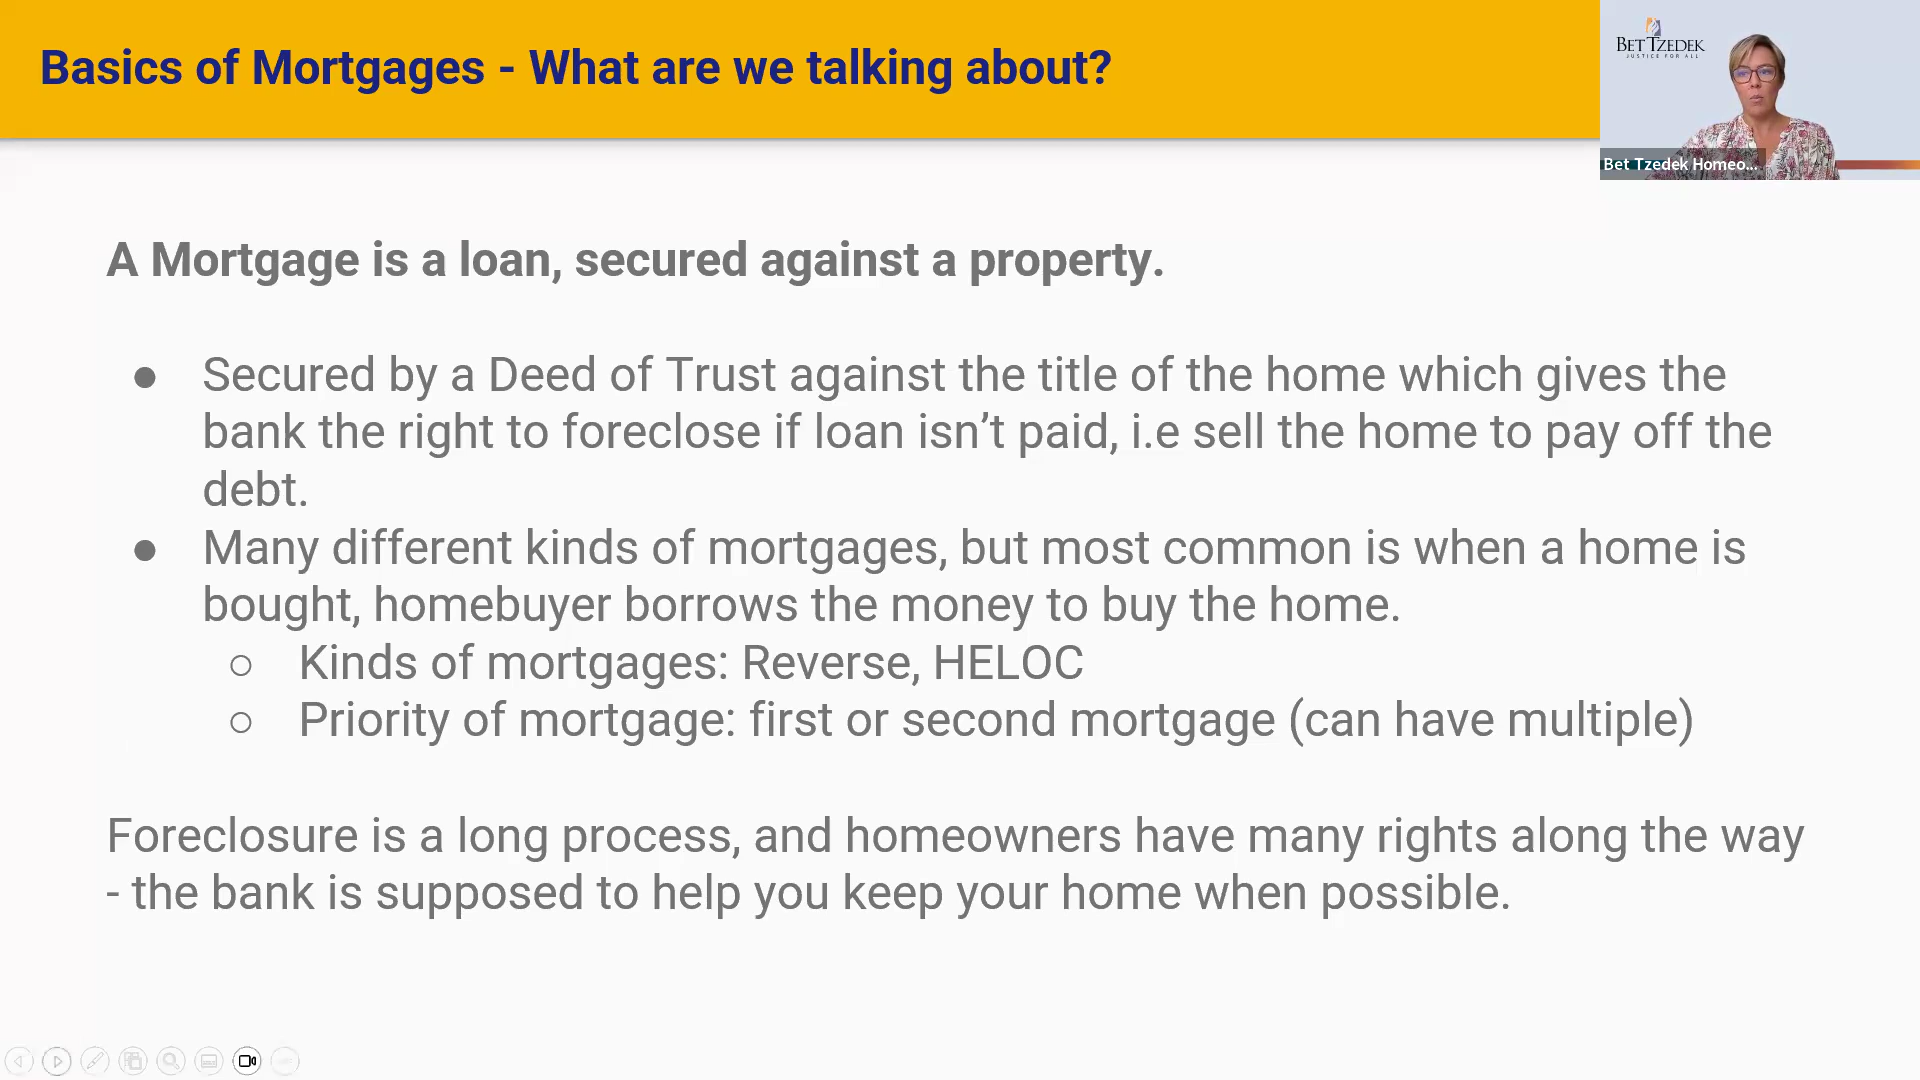 Basics of Mortgages - What are we talking about?
BET TZEDEK
JUSTICE FOR ALL
Bet Tzedek Homeo...
A Mortgage is a loan, secured against a property.
● Secured by a Deed of Trust against the title of the home which gives the
bank the right to foreclose if loan isn’t paid, i.e sell the home to pay off the
debt.
● Many different kinds of mortgages, but most common is when a home is
bought, homebuyer borrows the money to buy the home.
○ Kinds of mortgages: Reverse, HELOC
○ Priority of mortgage: first or second mortgage (can have multiple)
Foreclosure is a long process, and homeowners have many rights along the way
- the bank is supposed to help you keep your home when possible.